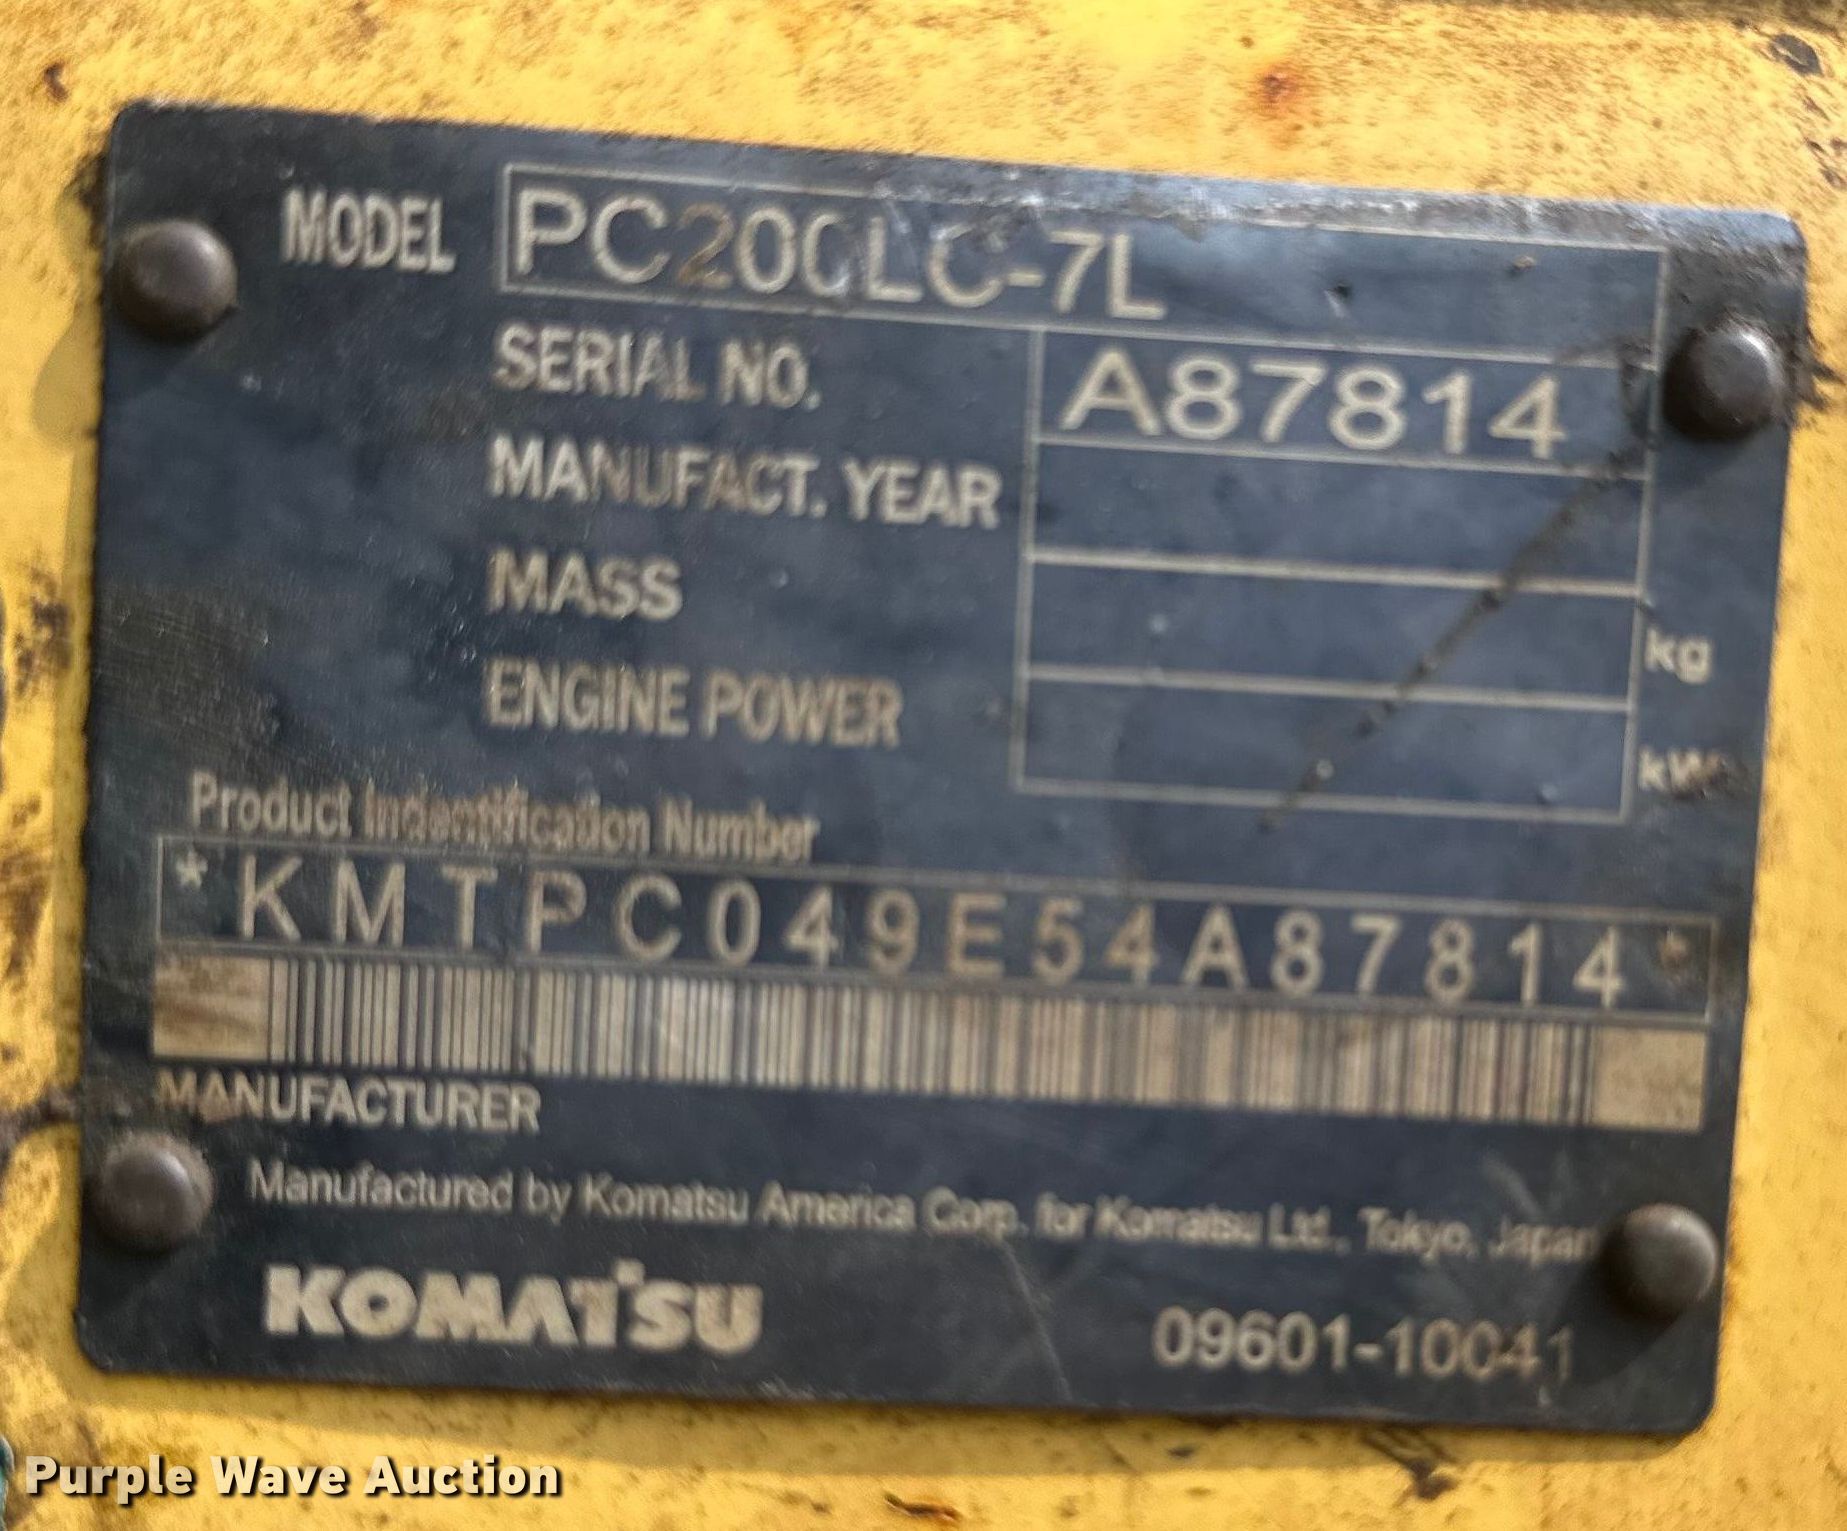 MODEL PC200LC-7L
SERIAL NO. A87814
MANUFACT. YEAR
MASS kg
ENGINE POWER kW
Product Indentification Number
*KMTPC049E54A87814*
MANUFACTURER
Manufactured by Komatsu America Corp. for Komatsu Ltd., Tokyo, Japan
KOMATSU
09601-10041
Purple Wave Auction